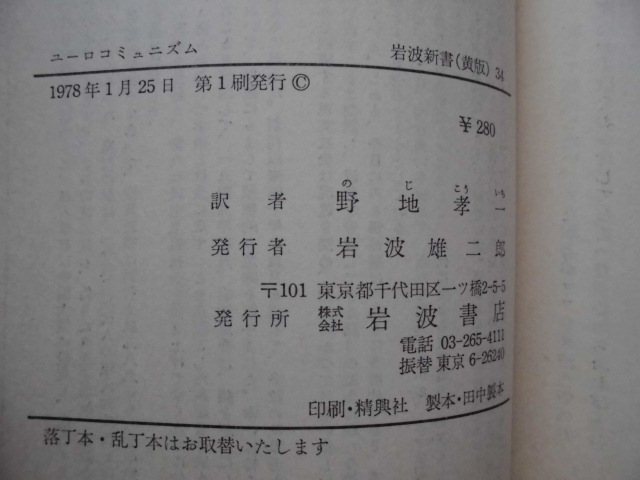 ユーロコミュニズム 岩波新書(黄版)34
1978年1月25日 第1刷発行©
¥280
のじこういち
訳者 野地孝一
発行者 岩波雄二郎
〒101 東京都千代田区一ツ橋2-5-5
発行所 株式会社 岩波書店
電話 03-265-4111
振替 東京 6-26240
印刷・精興社 製本・田中製本
落丁本・乱丁本はお取替いたします